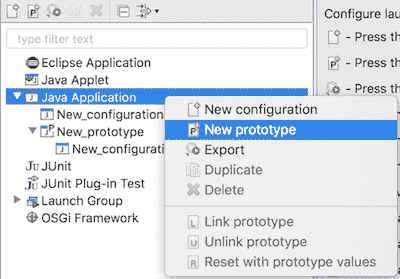 Configure lau
type filter text
- Press th
Eclipse Application
- Press th
Java Applet
- Press th
Java Application
New_configuration
New configuration
New_prototype
New prototype
New_configurati
Export
JUnit
Duplicate
JUnit Plug-in Test
Delete
Launch Group
OSGi Framework
Link prototype
Unlink prototype
Reset with prototype values